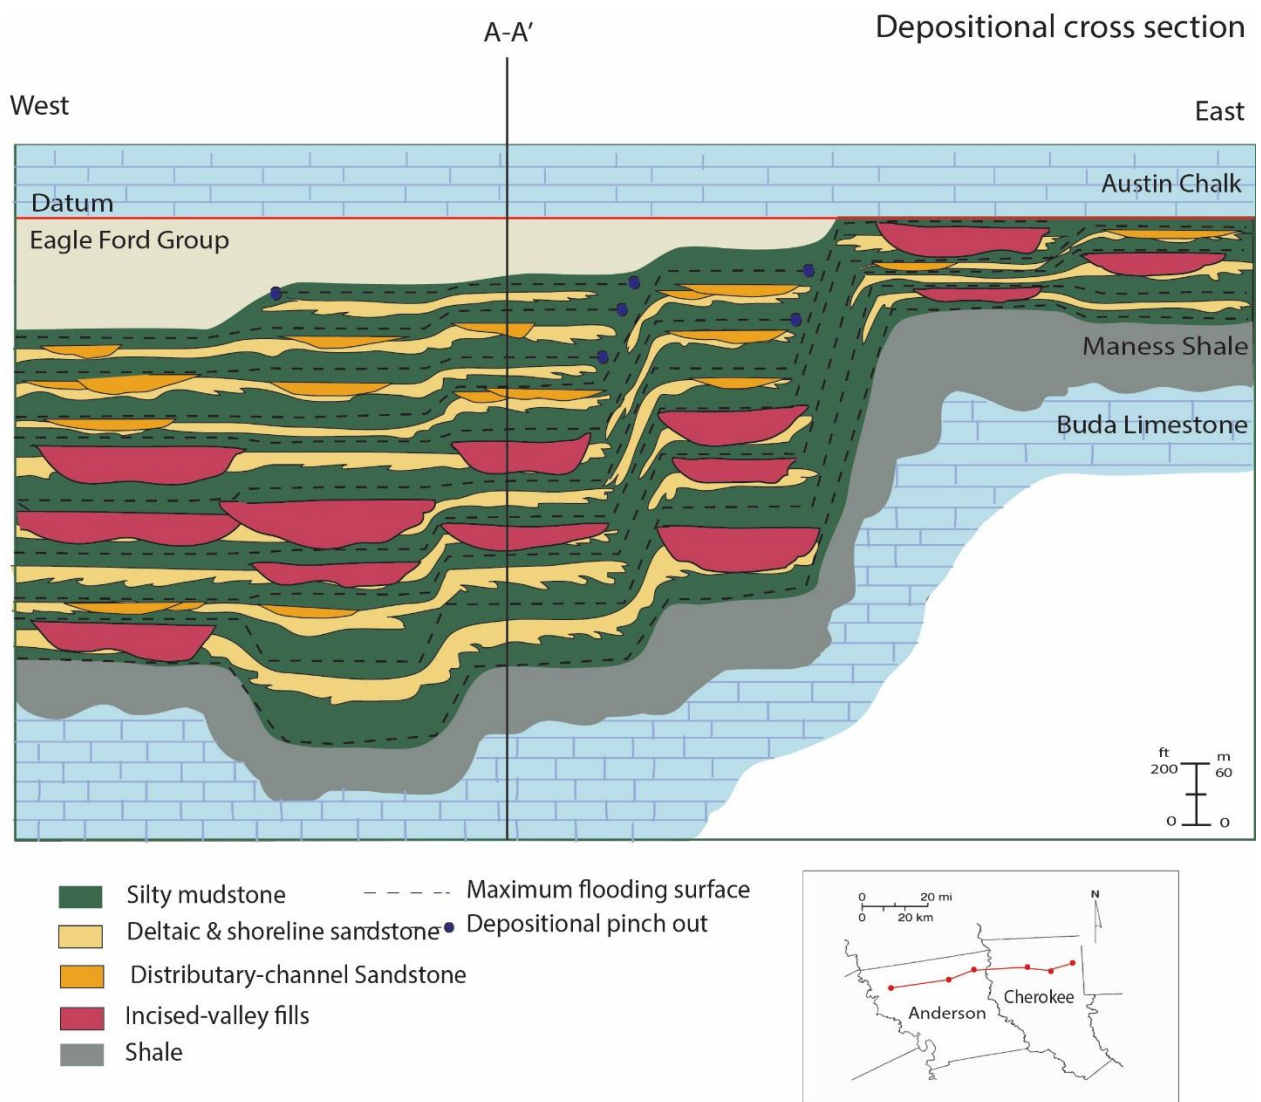 Depositional cross section
A-A’
West
East
Austin Chalk
Datum
Eagle Ford Group
Maness Shale
Buda Limestone
ft m
200 60
0 0
Silty mudstone
Deltaic & shoreline sandstone
Distributary-channel Sandstone
Incised-valley fills
Shale
Maximum flooding surface
Depositional pinch out
0 20 mi
0 20 km
N
Cherokee
Anderson